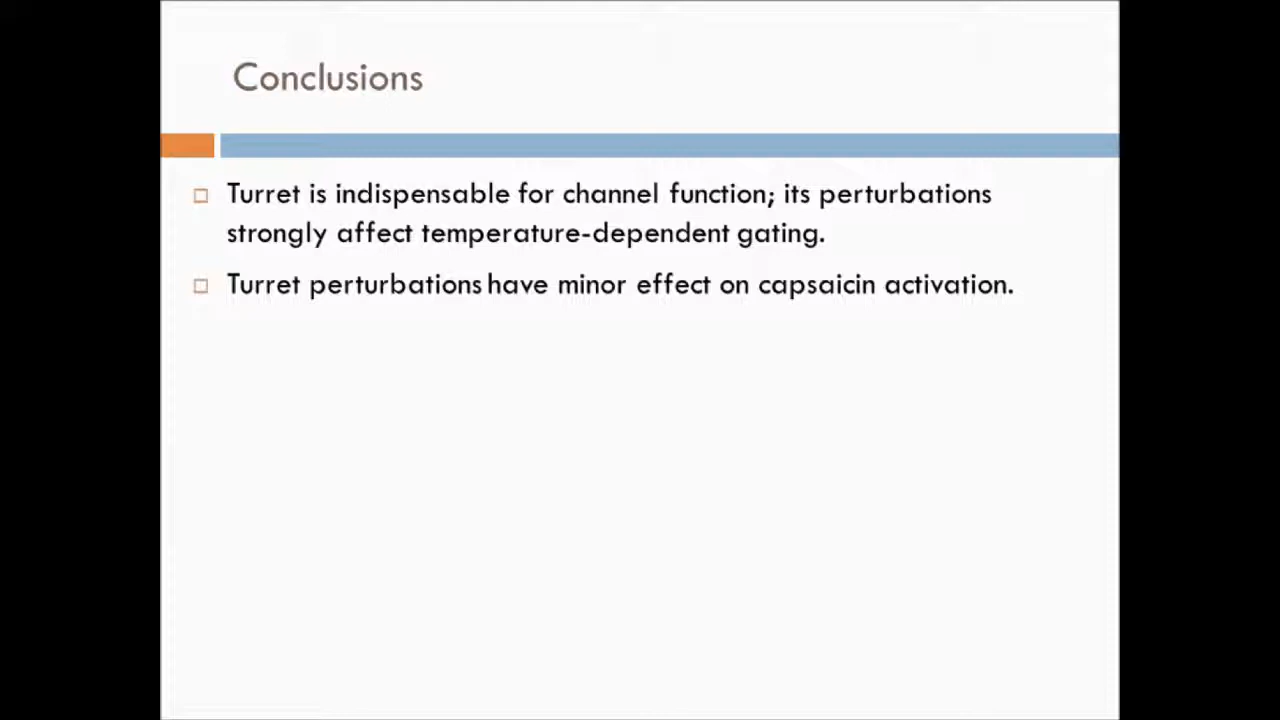 Conclusions
Turret is indispensable for channel function; its perturbations
strongly affect temperature-dependent gating.
Turret perturbations have minor effect on capsaicin activation.